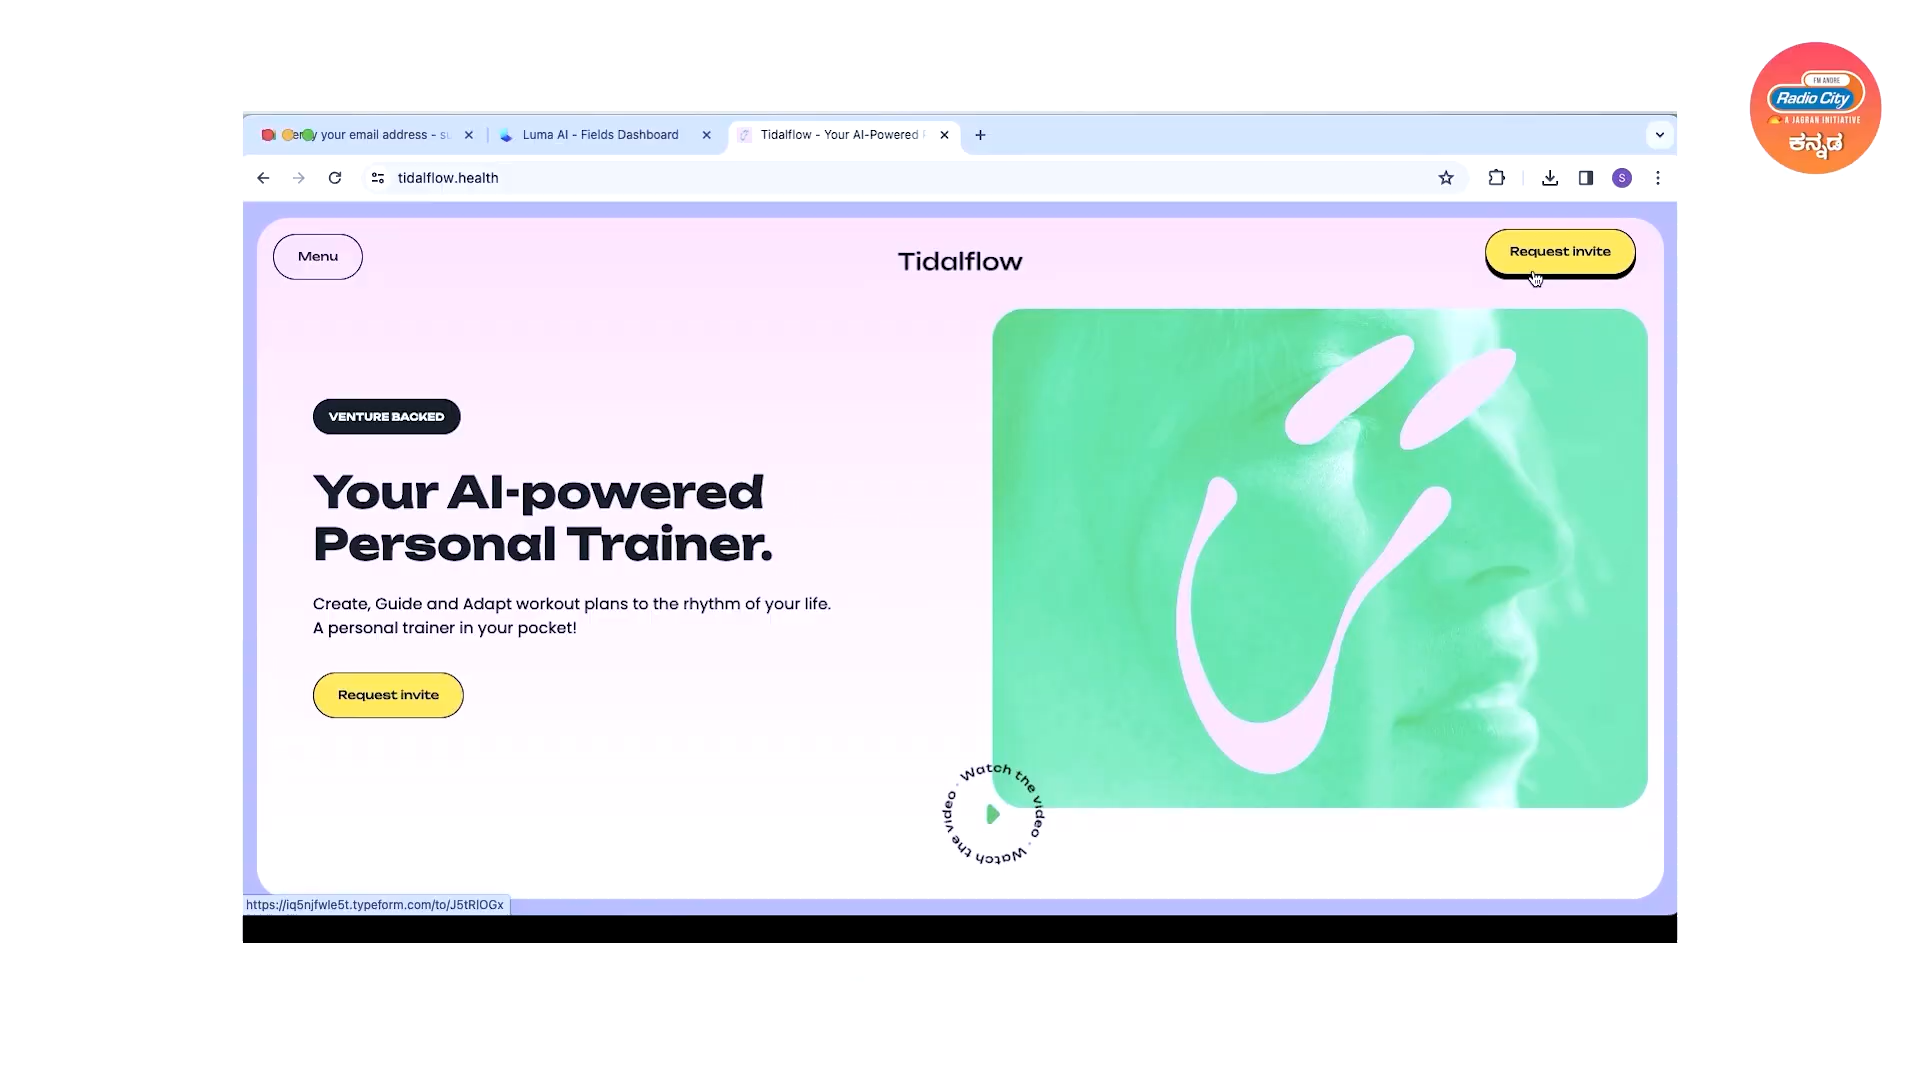 your email address - su
Luma AI - Fields Dashboard
Tidalflow - Your AI-Powered
tidalflow.health
S
FM ANDRE
Radio City
A JAGRAN INITIATIVE
ಕನ್ನಡ
Menu
Tidalflow
Request invite
VENTURE BACKED
Your AI-powered
Personal Trainer.
Create, Guide and Adapt workout plans to the rhythm of your life.
A personal trainer in your pocket!
Request invite
Watch the video · Watch the video ·
https://iq5njfwle5t.typeform.com/to/J5tRIOGx